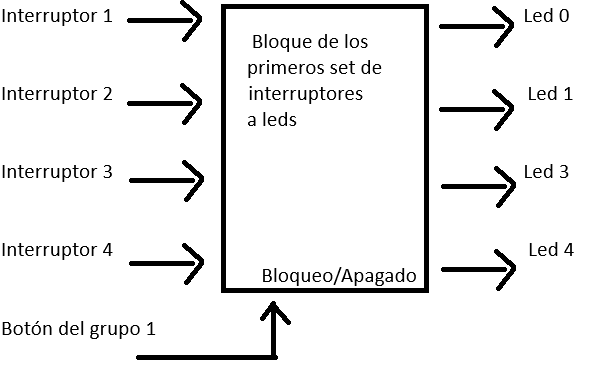 Interruptor 1
Led 0
Bloque de los
primeros set de
interruptores
a leds
Interruptor 2
Led 1
Interruptor 3
Led 3
Interruptor 4
Led 4
Bloqueo/Apagado
Botón del grupo 1